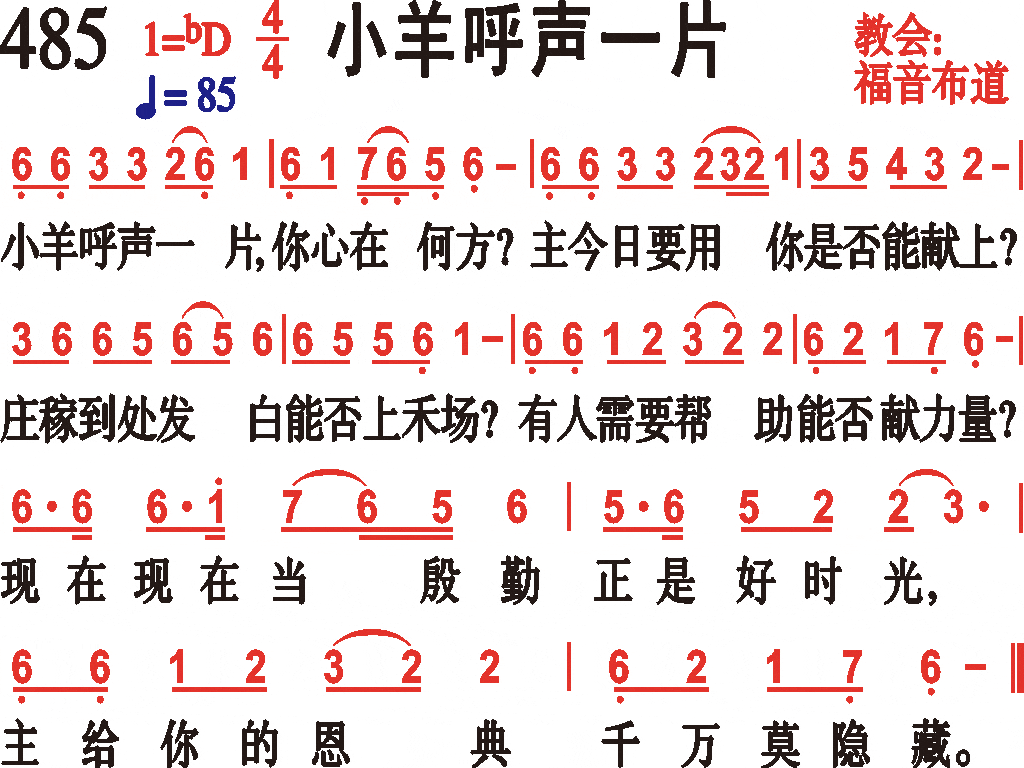 485 1=ᵇD 4/4 小羊呼声一片 教会:
♩=85 福音布道
6 6 3 3 2 6 1 | 6 1 7 6 5 6 - | 6 6 3 3 2 3 2 1 | 3 5 4 3 2 - |
小羊呼声一 片,你心在 何方?主今日要用 你是否能献上?
3 6 6 5 6 5 6 | 6 5 5 6 1 - | 6 6 1 2 3 2 2 | 6 2 1 7 6 - |
庄稼到处发 白能否上禾场?有人需要帮 助能否献力量?
6 · 6 6 · 1 7 6 5 6 | 5 · 6 5 2 2 3 · |
现在现在当 殷勤 正是好时光,
6 6 1 2 3 2 2 | 6 2 1 7 6 - ‖
主给你的恩 典 千万莫隐藏。